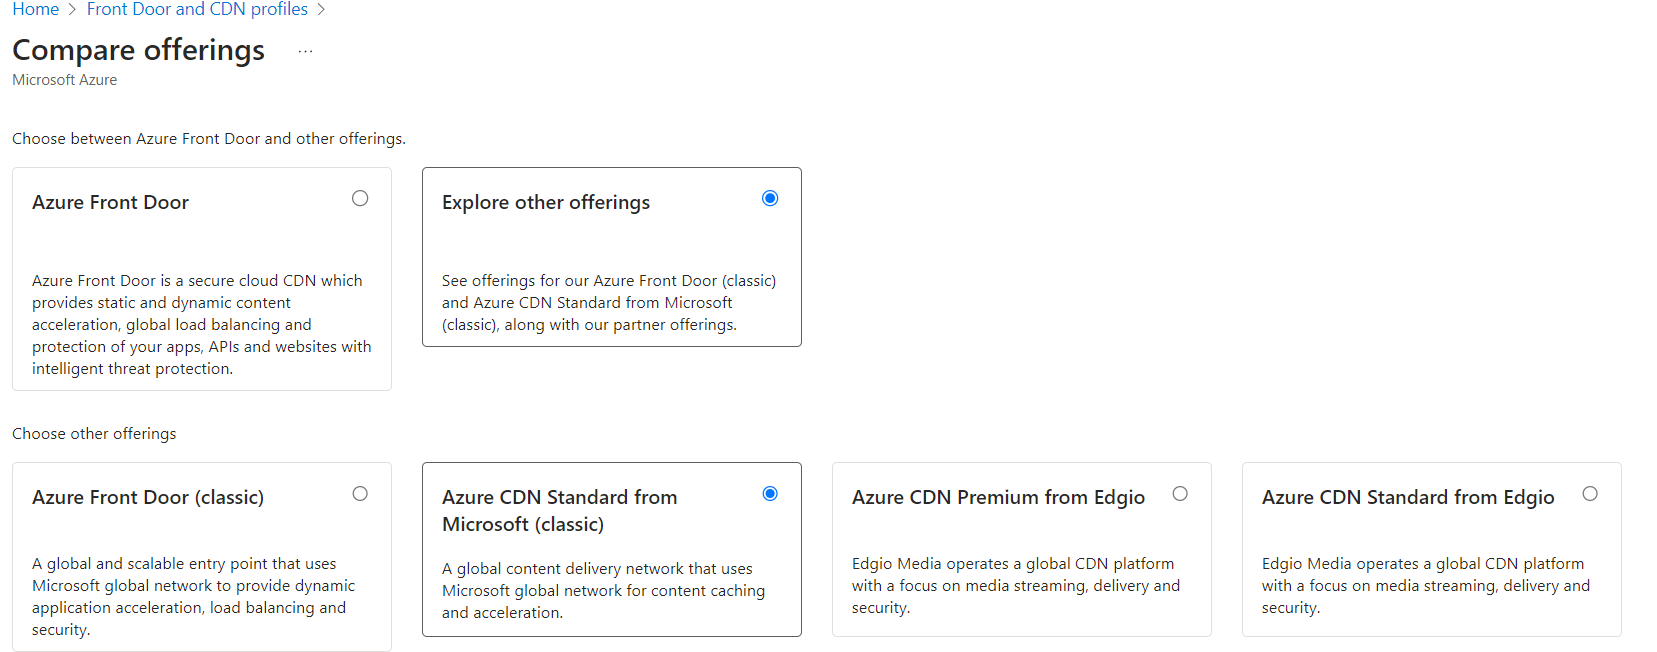 Home > Front Door and CDN profiles >
Compare offerings ...
Microsoft Azure
Choose between Azure Front Door and other offerings.
Azure Front Door
Azure Front Door is a secure cloud CDN which
provides static and dynamic content
acceleration, global load balancing and
protection of your apps, APIs and websites with
intelligent threat protection.
Explore other offerings
See offerings for our Azure Front Door (classic)
and Azure CDN Standard from Microsoft
(classic), along with our partner offerings.
Choose other offerings
Azure Front Door (classic)
A global and scalable entry point that uses
Microsoft global network to provide dynamic
application acceleration, load balancing and
security.
Azure CDN Standard from
Microsoft (classic)
A global content delivery network that uses
Microsoft global network for content caching
and acceleration.
Azure CDN Premium from Edgio
Edgio Media operates a global CDN platform
with a focus on media streaming, delivery and
security.
Azure CDN Standard from Edgio
Edgio Media operates a global CDN platform
with a focus on media streaming, delivery and
security.